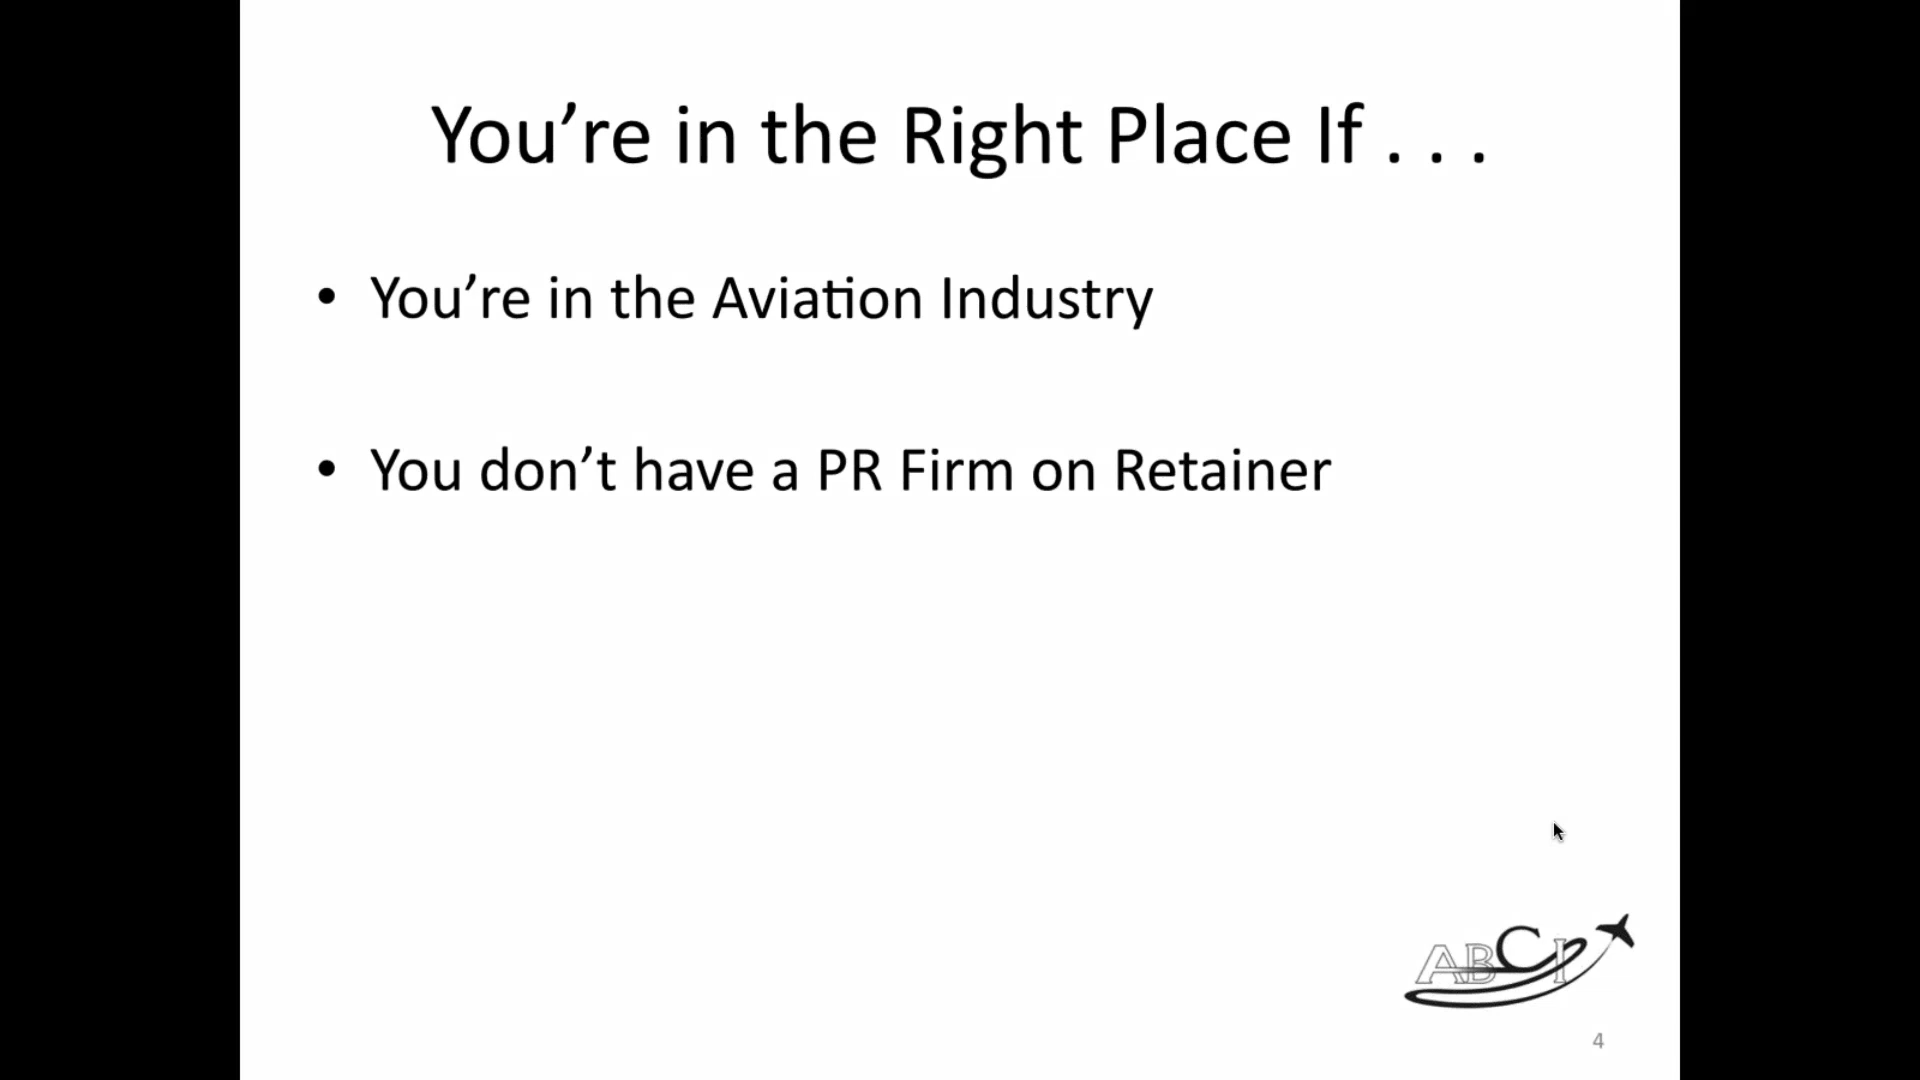 You’re in the Right Place If . . .
• You’re in the Aviation Industry
• You don’t have a PR Firm on Retainer
ABCI
4